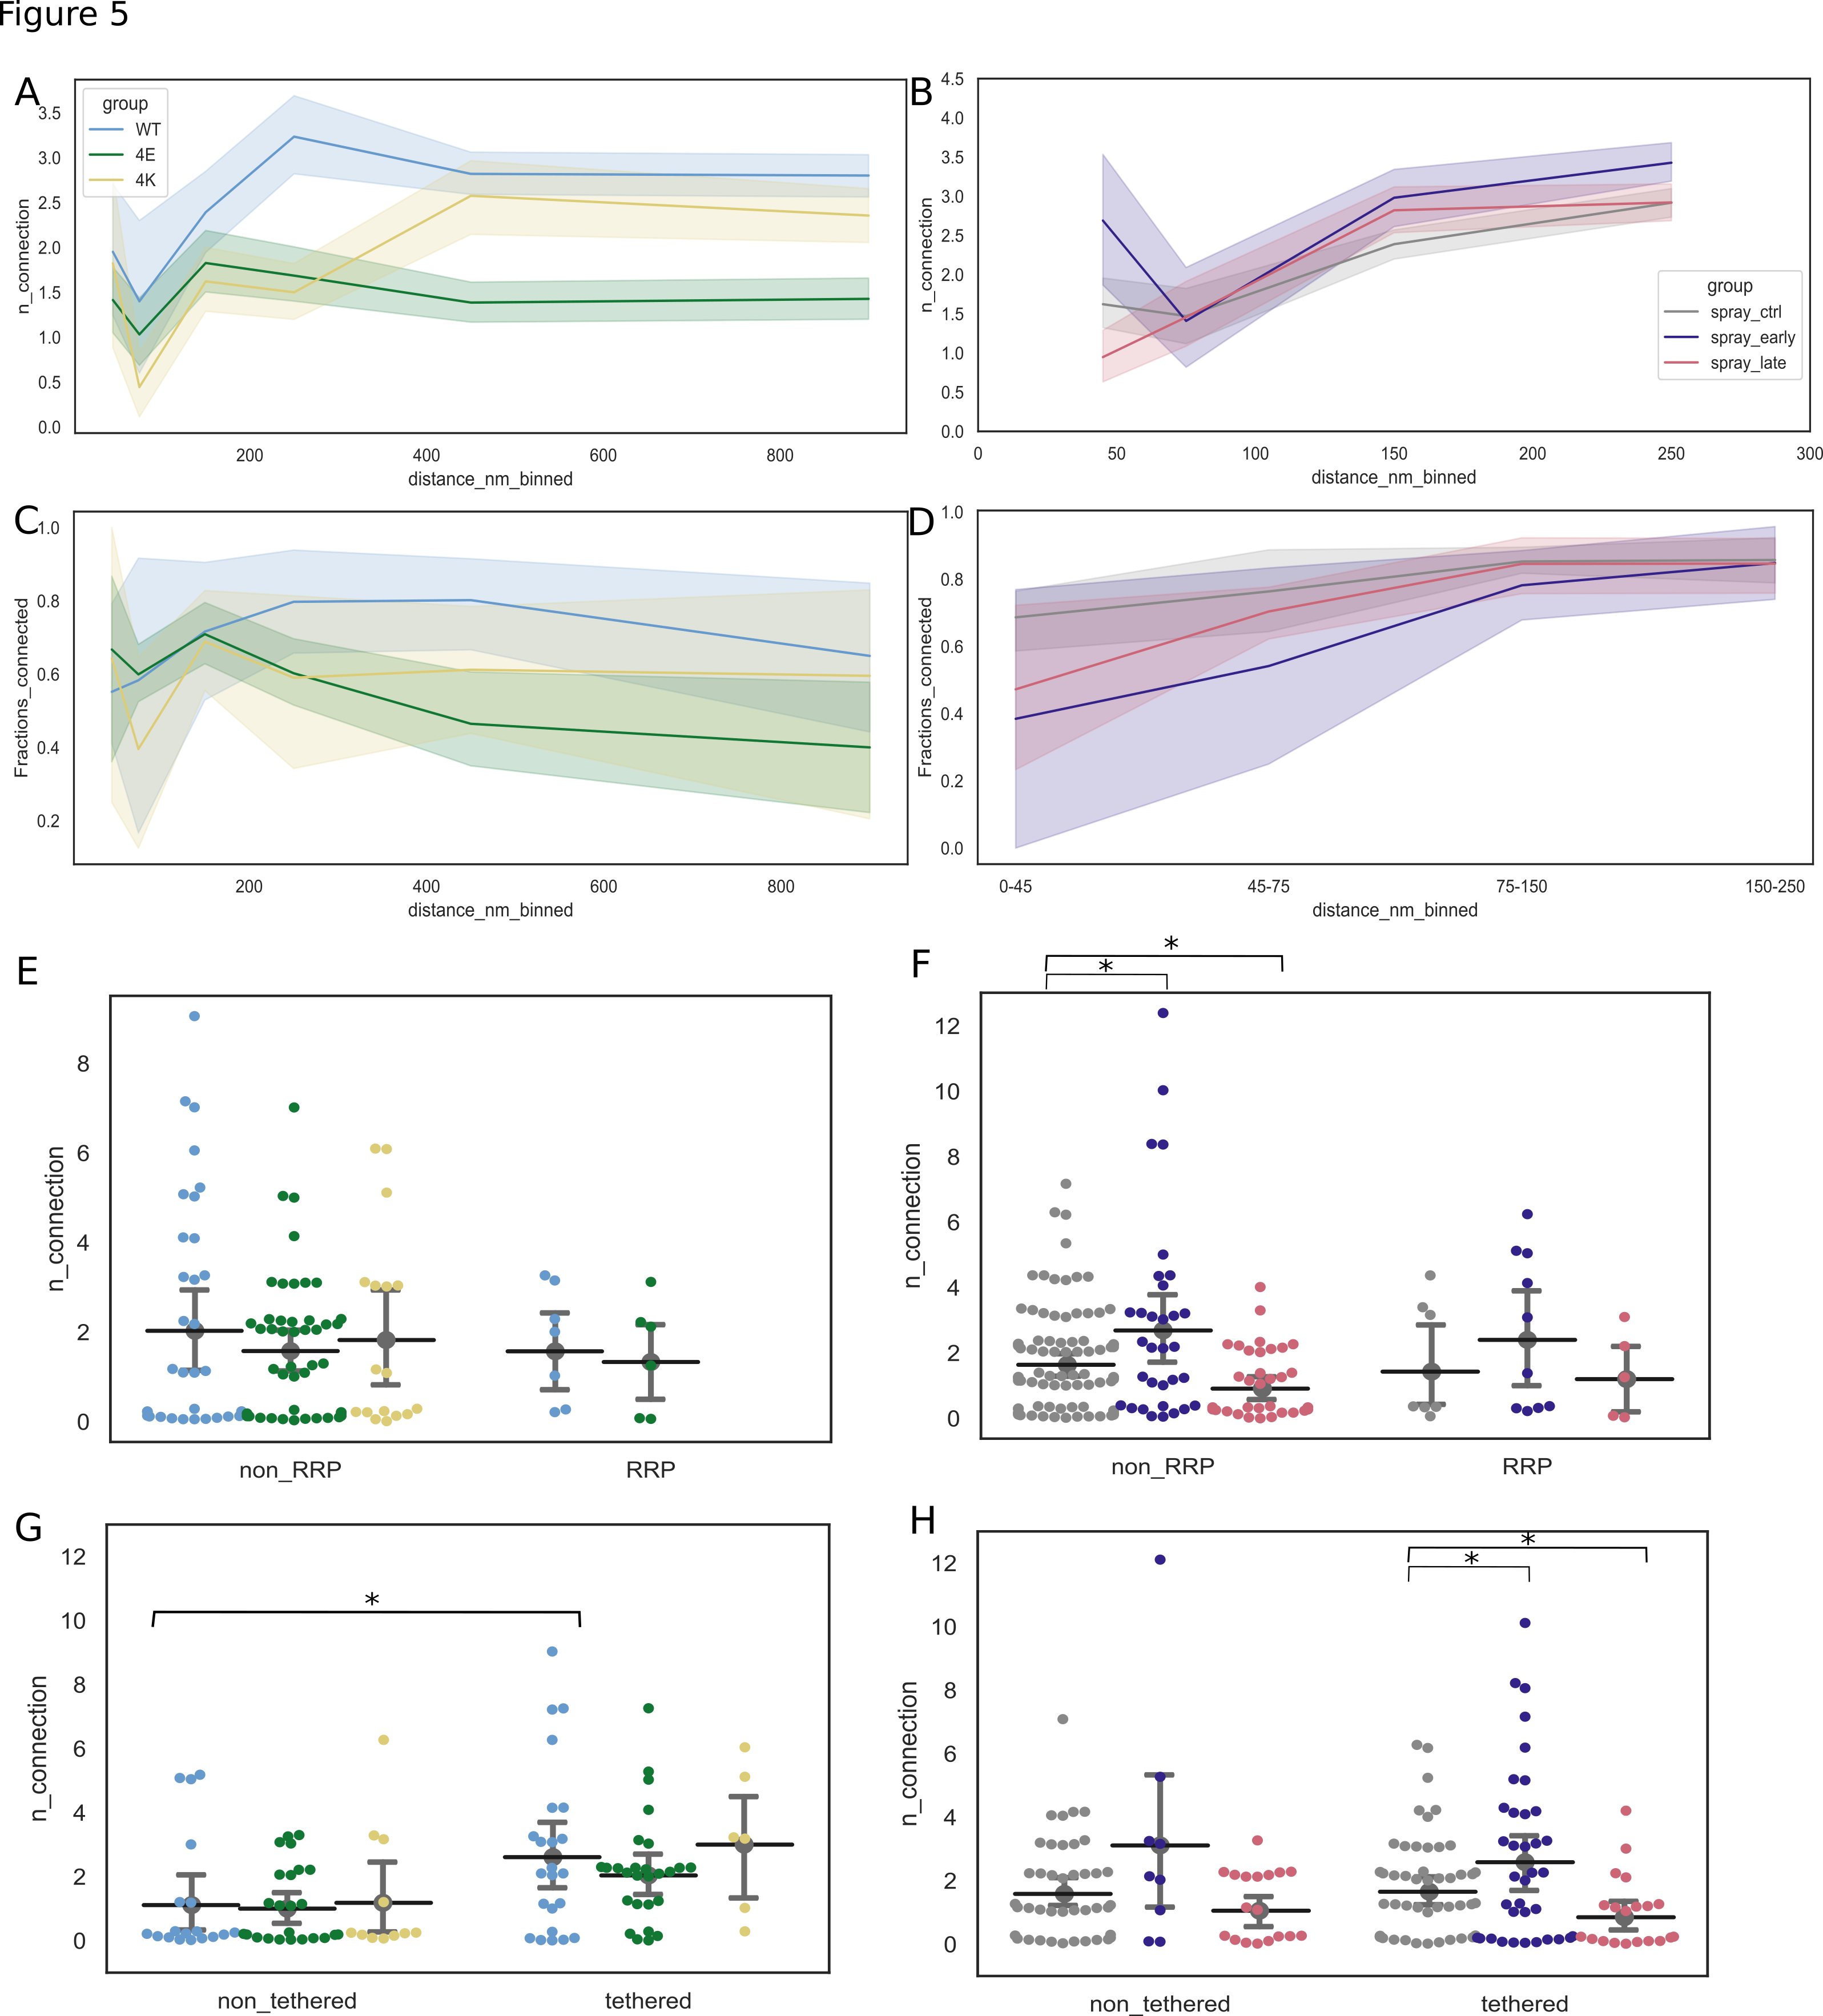 Figure 5
A
group
WT
4E
4K
3.5
3.0
2.5
2.0
1.5
1.0
0.5
0.0
n_connection
200 400 600 800
distance_nm_binned
B
4.5
4.0
3.5
3.0
2.5
2.0
1.5
1.0
0.5
0.0
n_connection
group
spray_ctrl
spray_early
spray_late
0 50 100 150 200 250 300
distance_nm_binned
C
1.0
0.8
0.6
0.4
0.2
Fractions_connected
200 400 600 800
distance_nm_binned
D
1.0
0.8
0.6
0.4
0.2
0.0
Fractions_connected
0-45 45-75 75-150 150-250
distance_nm_binned
E
8
6
4
2
0
n_connection
non_RRP RRP
F
*
*
12
10
8
6
4
2
0
n_connection
non_RRP RRP
G
*
12
10
8
6
4
2
0
n_connection
non_tethered tethered
H
*
*
12
10
8
6
4
2
0
n_connection
non_tethered tethered